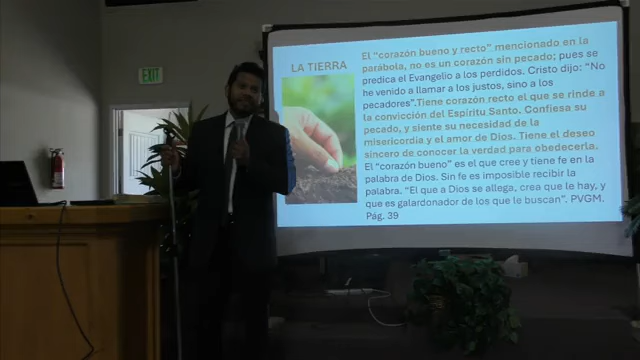 EXIT
LA TIERRA
El “corazón bueno y recto” mencionado en la
parábola, no es un corazón sin pecado; pues se
predica el Evangelio a los perdidos. Cristo dijo: “No
he venido a llamar a los justos, sino a los
pecadores”.Tiene corazón recto el que se rinde a
la convicción del Espíritu Santo. Confiesa su
pecado, y siente su necesidad de la
misericordia y el amor de Dios. Tiene el deseo
sincero de conocer la verdad para obedecerla.
El “corazón bueno” es el que cree y tiene fe en la
palabra de Dios. Sin fe es imposible recibir la
palabra. “El que a Dios se allega, crea que le hay, y
que es galardonador de los que le buscan”. PVGM.
Pág. 39